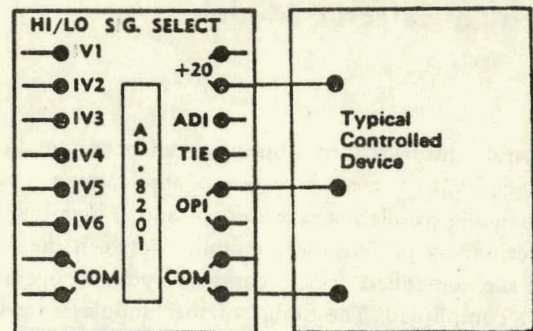 HI/LO SIG. SELECT
IV1
+20
IV2
IV3
ADI
IV4
TIE
IV5
OPI
IV6
COM
COM
AD-8820
Typical
Controlled
Device